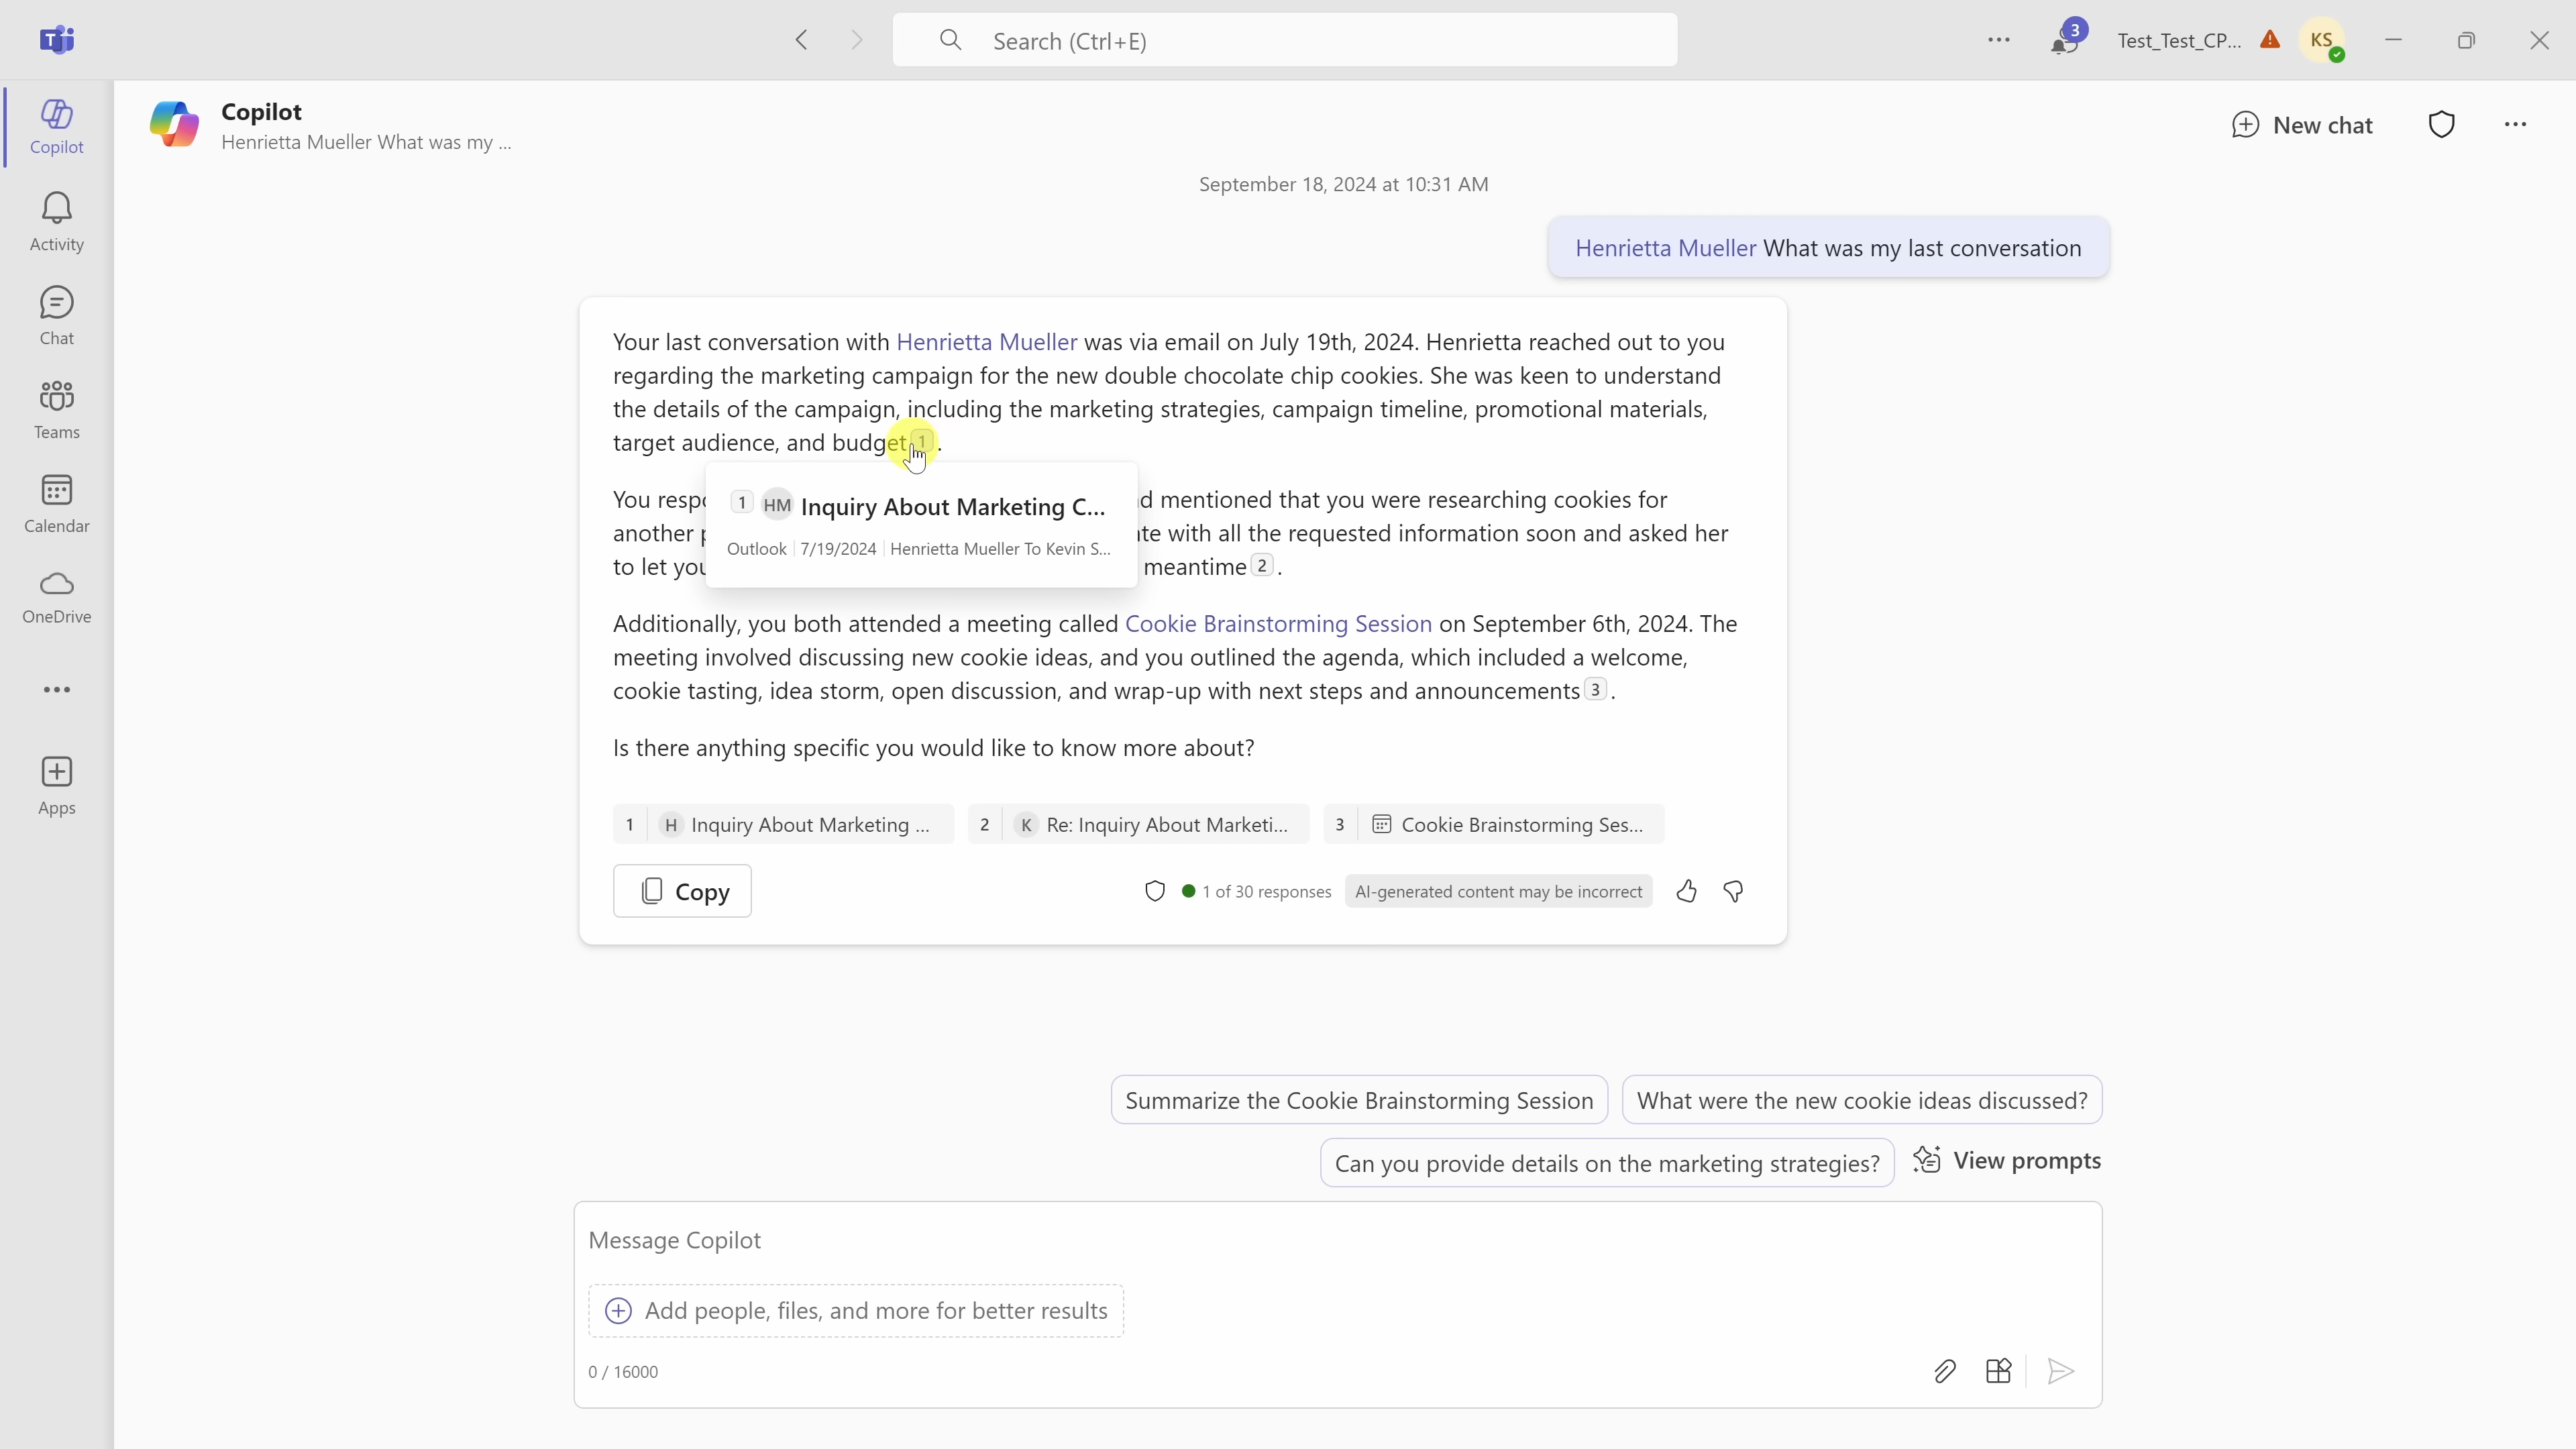 Search (Ctrl+E)
3
Test_Test_CP...
KS
Copilot
Activity
Chat
Teams
Calendar
OneDrive
Apps
Copilot
Henrietta Mueller What was my ...
New chat
September 18, 2024 at 10:31 AM
Henrietta Mueller What was my last conversation
Your last conversation with Henrietta Mueller was via email on July 19th, 2024. Henrietta reached out to you
regarding the marketing campaign for the new double chocolate chip cookies. She was keen to understand
the details of the campaign, including the marketing strategies, campaign timeline, promotional materials,
target audience, and budget 1.
1 HM Inquiry About Marketing C...
Outlook | 7/19/2024 | Henrietta Mueller To Kevin S...
You mentioned that you were researching cookies for
another with all the requested information soon and asked her
to let meantime 2.
Additionally, you both attended a meeting called Cookie Brainstorming Session on September 6th, 2024. The
meeting involved discussing new cookie ideas, and you outlined the agenda, which included a welcome,
cookie tasting, idea storm, open discussion, and wrap-up with next steps and announcements 3.
Is there anything specific you would like to know more about?
1 H Inquiry About Marketing ... 2 K Re: Inquiry About Marketi... 3 Cookie Brainstorming Ses...
Copy
1 of 30 responses AI-generated content may be incorrect
Summarize the Cookie Brainstorming Session
What were the new cookie ideas discussed?
Can you provide details on the marketing strategies?
View prompts
Message Copilot
Add people, files, and more for better results
0 / 16000